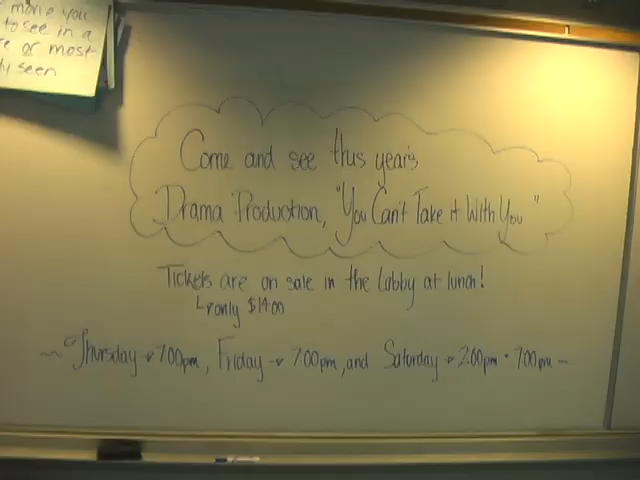 move you
to see in a
e or most
ly seen
Come and see this year's
Drama Production, "You Can't Take it With You"
Tickets are on sale in the Lobby at lunch!
↳ only $14.00
~ Thursday → 7:00pm, Friday → 7:00pm, and Saturday → 2:00pm • 7:00pm ~